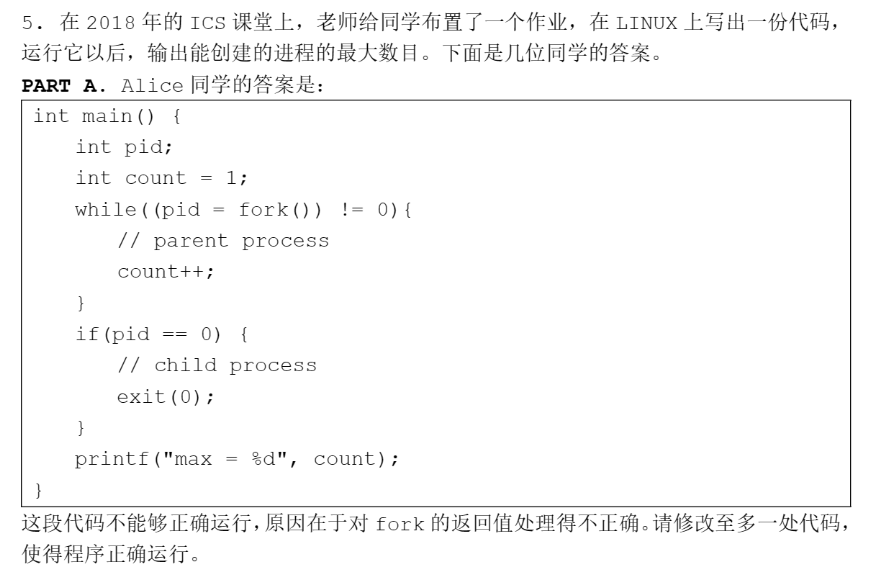 5. 在 2018 年的 ICS 课堂上，老师给同学布置了一个作业，在 LINUX 上写出一份代码，
运行它以后，输出能创建的进程的最大数目。下面是几位同学的答案。
PART A. Alice 同学的答案是：
int main() {
    int pid;
    int count = 1;
    while((pid = fork()) != 0){
        // parent process
        count++;
    }
    if(pid == 0) {
        // child process
        exit(0);
    }
    printf("max = %d", count);
}
这段代码不能够正确运行，原因在于对 fork 的返回值处理得不正确。请修改至多一处代码，
使得程序正确运行。